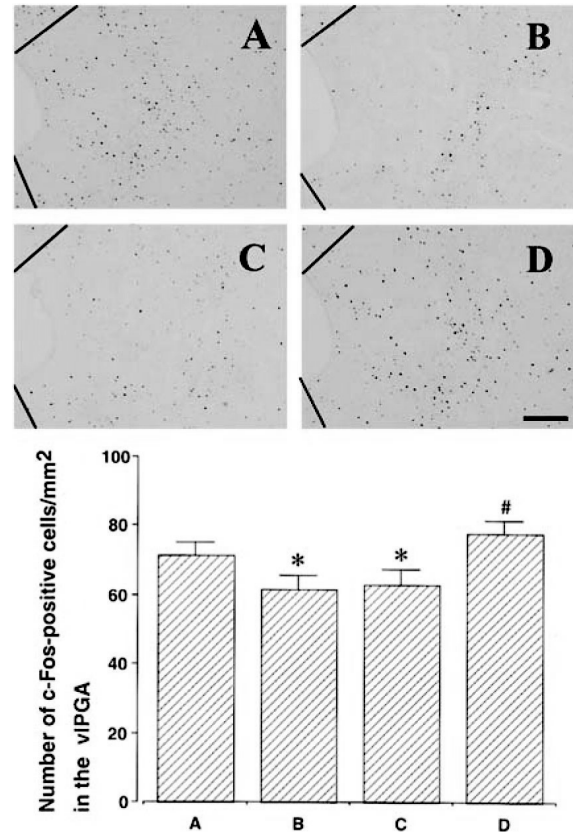 A
B
C
D
Number of c-Fos-positive cells/mm²
in the vlPGA
100
80
60
40
20
0
*
*
#
A
B
C
D